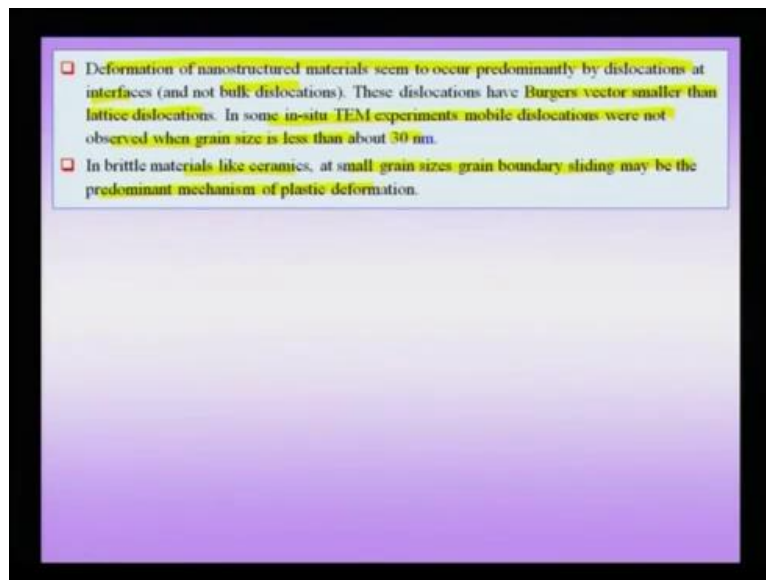 Deformation of nanostructured materials seem to occur predominantly by dislocations at
interfaces (and not bulk dislocations). These dislocations have Burgers vector smaller than
lattice dislocations. In some in-situ TEM experiments mobile dislocations were not
observed when grain size is less than about 30 nm.
In brittle materials like ceramics, at small grain sizes grain boundary sliding may be the
predominant mechanism of plastic deformation.